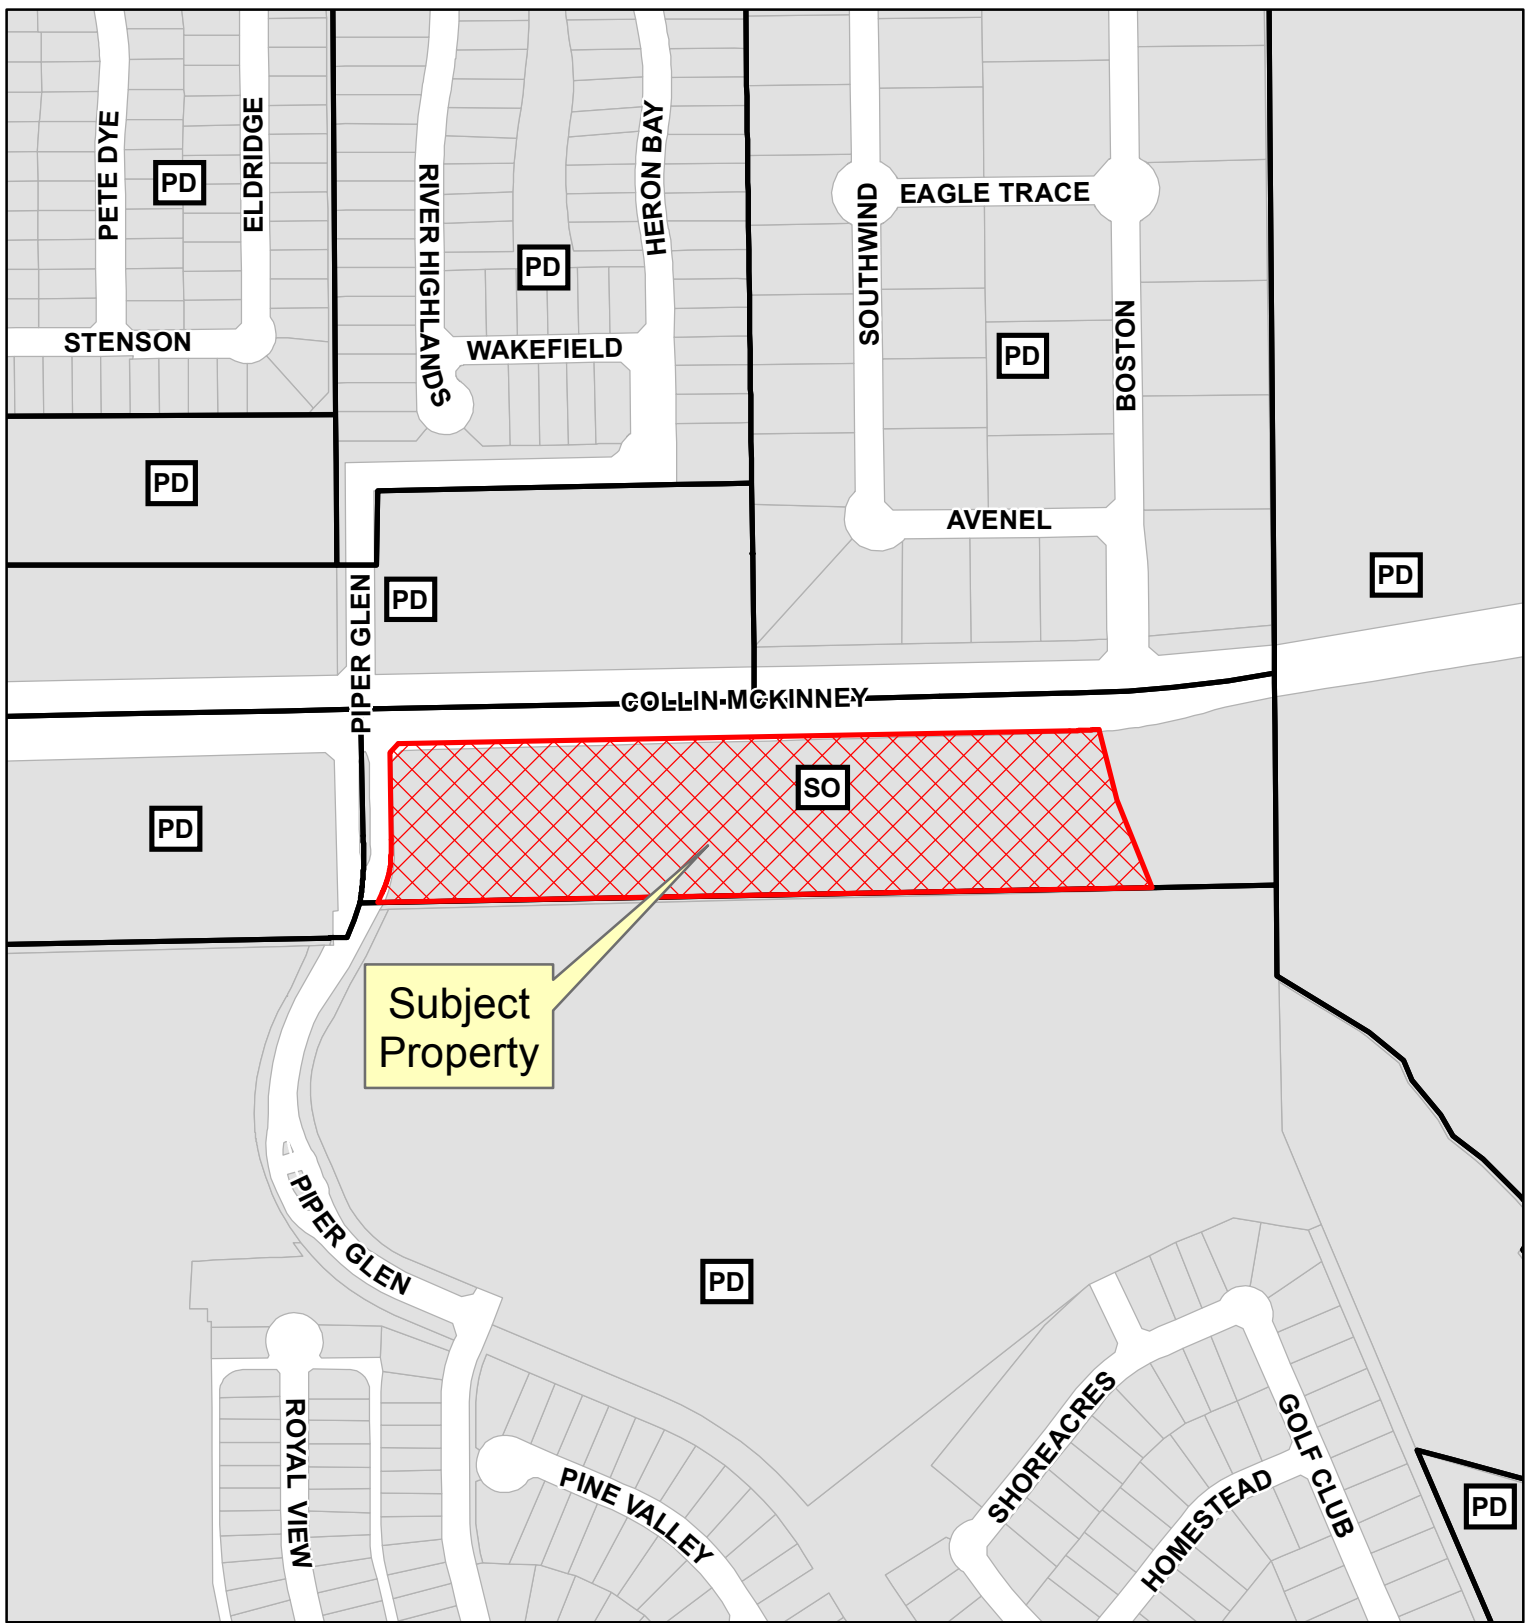 PETE DYE
ELDRIDGE
PD
RIVER HIGHLANDS
HERON BAY
SOUTHWIND
EAGLE TRACE
PD
BOSTON
STENSON
WAKEFIELD
PD
PD
AVENEL
PD
PIPER GLEN
PD
COLLIN MCKINNEY
SO
PD
Subject
Property
PIPER GLEN
PD
ROYAL VIEW
PINE VALLEY
SHOREACRES
GOLF CLUB
HOMESTEAD
PD